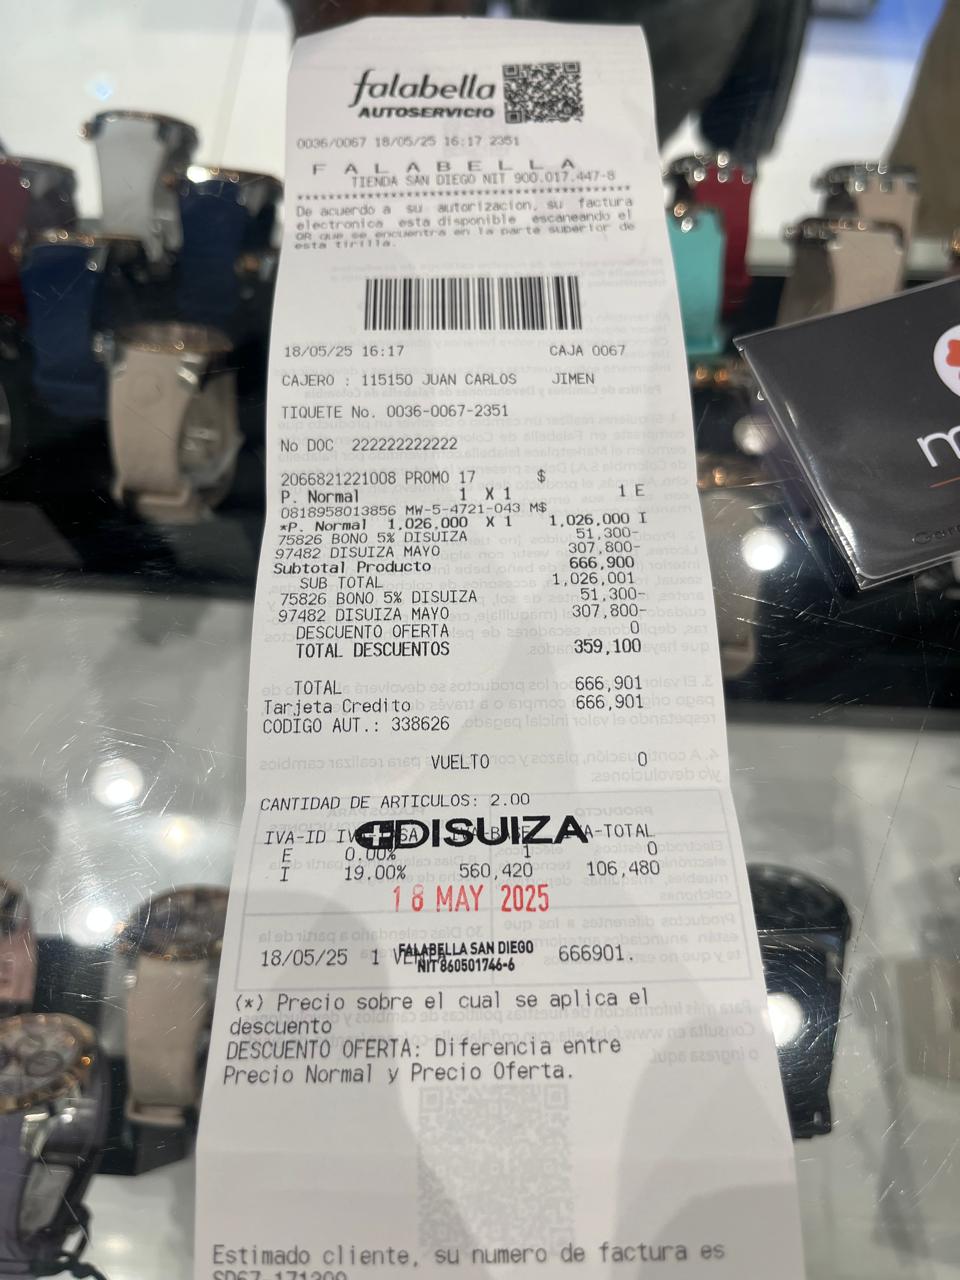 falabella
AUTOSERVICIO
0036/0067 18/05/25 16:17 2351
F A L A B E L L A
TIENDA SAN DIEGO NIT 900.017.447-8
****************************************
De acuerdo a su autorizacion, su factura
electronica esta disponible escaneando el
QR que se encuentra en la parte superior de
esta tirilla.
18/05/25 16:17 CAJA 0067
CAJERO : 115150 JUAN CARLOS JIMEN
TIQUETE No. 0036-0067-2351
No DOC 222222222222
2066821221008 PROMO 17 $
P. Normal 1 X 1 1 E
0818958013856 MW-5-4721-043 M$
*P. Normal 1,026,000 X 1 1,026,000 I
75826 BONO 5% DISUIZA 51,300-
97482 DISUIZA MAYO 307,800-
Subtotal Producto 666,900
SUB TOTAL 1,026,001
75826 BONO 5% DISUIZA 51,300-
97482 DISUIZA MAYO 307,800-
DESCUENTO OFERTA 0
TOTAL DESCUENTOS 359,100
TOTAL 666,901
Tarjeta Credito 666,901
CODIGO AUT.: 338626
VUELTO 0
CANTIDAD DE ARTICULOS: 2.00
DISUIZA
IVA-ID A-TOTAL
E 0.00% 1 0
I 19.00% 560,420 106,480
18 MAY 2025
FALABELLA SAN DIEGO
NIT 860501746-6
18/05/25 1 666901.
(*) Precio sobre el cual se aplica el
descuento
DESCUENTO OFERTA: Diferencia entre
Precio Normal y Precio Oferta.
Estimado cliente, su numero de factura es